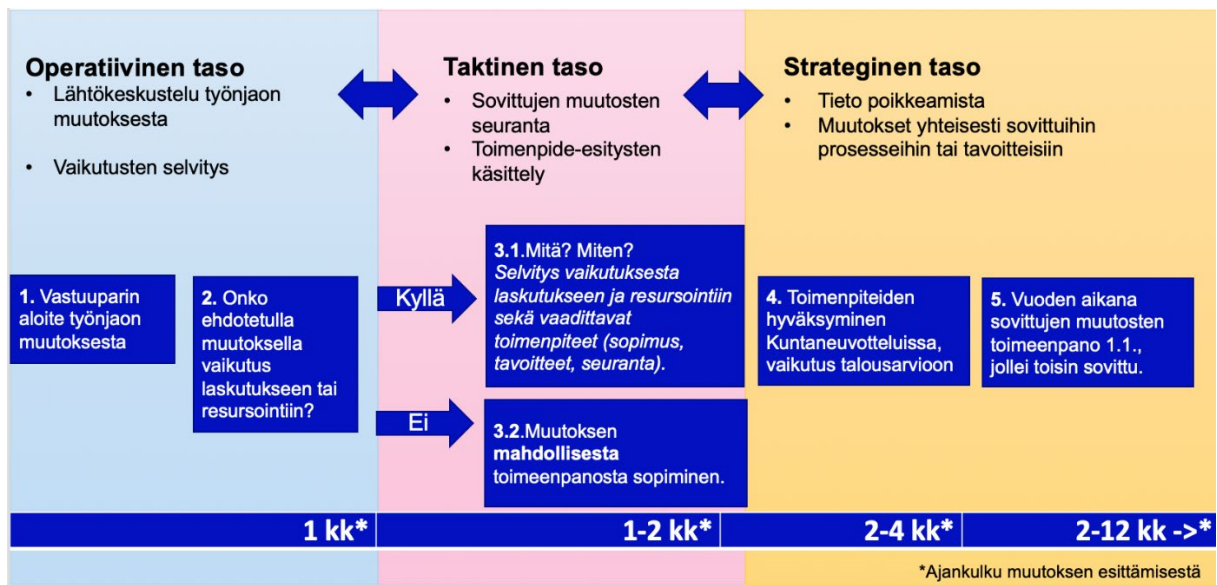 Operatiivinen taso
• Lähtökeskustelu työnjaon
muutoksesta
• Vaikutusten selvitys
Taktinen taso
• Sovittujen muutosten
seuranta
• Toimenpide-esitysten
käsittely
Strateginen taso
• Tieto poikkeamista
• Muutokset yhteisesti sovittuihin
prosesseihin tai tavoitteisiin
1. Vastuuparin
aloite työnjaon
muutoksesta
2. Onko
ehdotetulla
muutoksella
vaikutus
laskutukseen tai
resursointiin?
Kyllä
3.1.Mitä? Miten?
Selvitys vaikutuksesta
laskutukseen ja resursointiin
sekä vaadittavat
toimenpiteet (sopimus,
tavoitteet, seuranta).
Ei
3.2.Muutoksen
mahdollisesta
toimeenpanosta sopiminen.
4. Toimenpiteiden
hyväksyminen
Kuntaneuvotteluissa,
vaikutus talousarvioon
5. Vuoden aikana
sovittujen muutosten
toimeenpano 1.1.,
jollei toisin sovittu.
1 kk*
1-2 kk*
2-4 kk*
2-12 kk ->*
*Ajankulku muutoksen esittämisestä